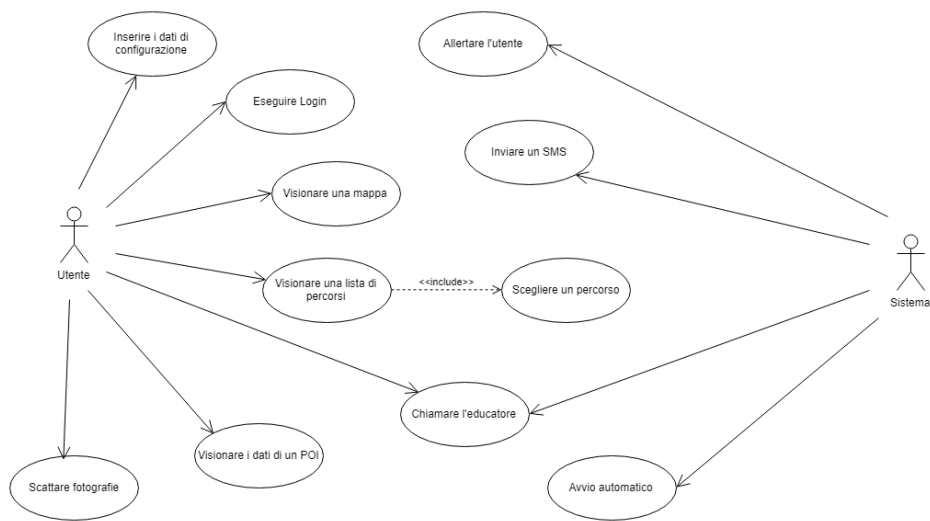 Inserire i dati di
configurazione
Allertare l'utente
Eseguire Login
Inviare un SMS
Visionare una mappa
Utente
Visionare una lista di
percorsi
<<include>>
Scegliere un percorso
Sistema
Chiamare l'educatore
Visionare i dati di un POI
Scattare fotografie
Avvio automatico